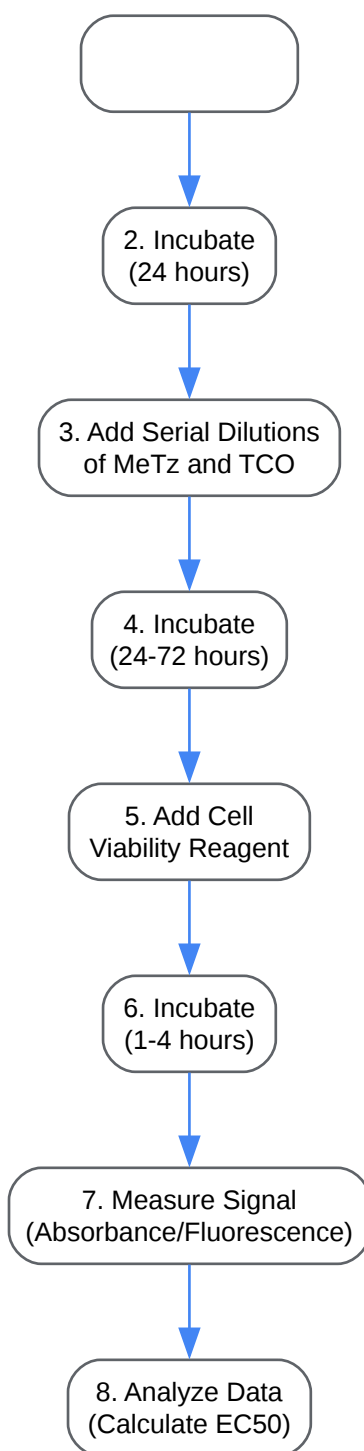 2. Incubate
(24 hours)
3. Add Serial Dilutions
of MeTz and TCO
4. Incubate
(24-72 hours)
5. Add Cell
Viability Reagent
6. Incubate
(1-4 hours)
7. Measure Signal
(Absorbance/Fluorescence)
8. Analyze Data
(Calculate EC50)